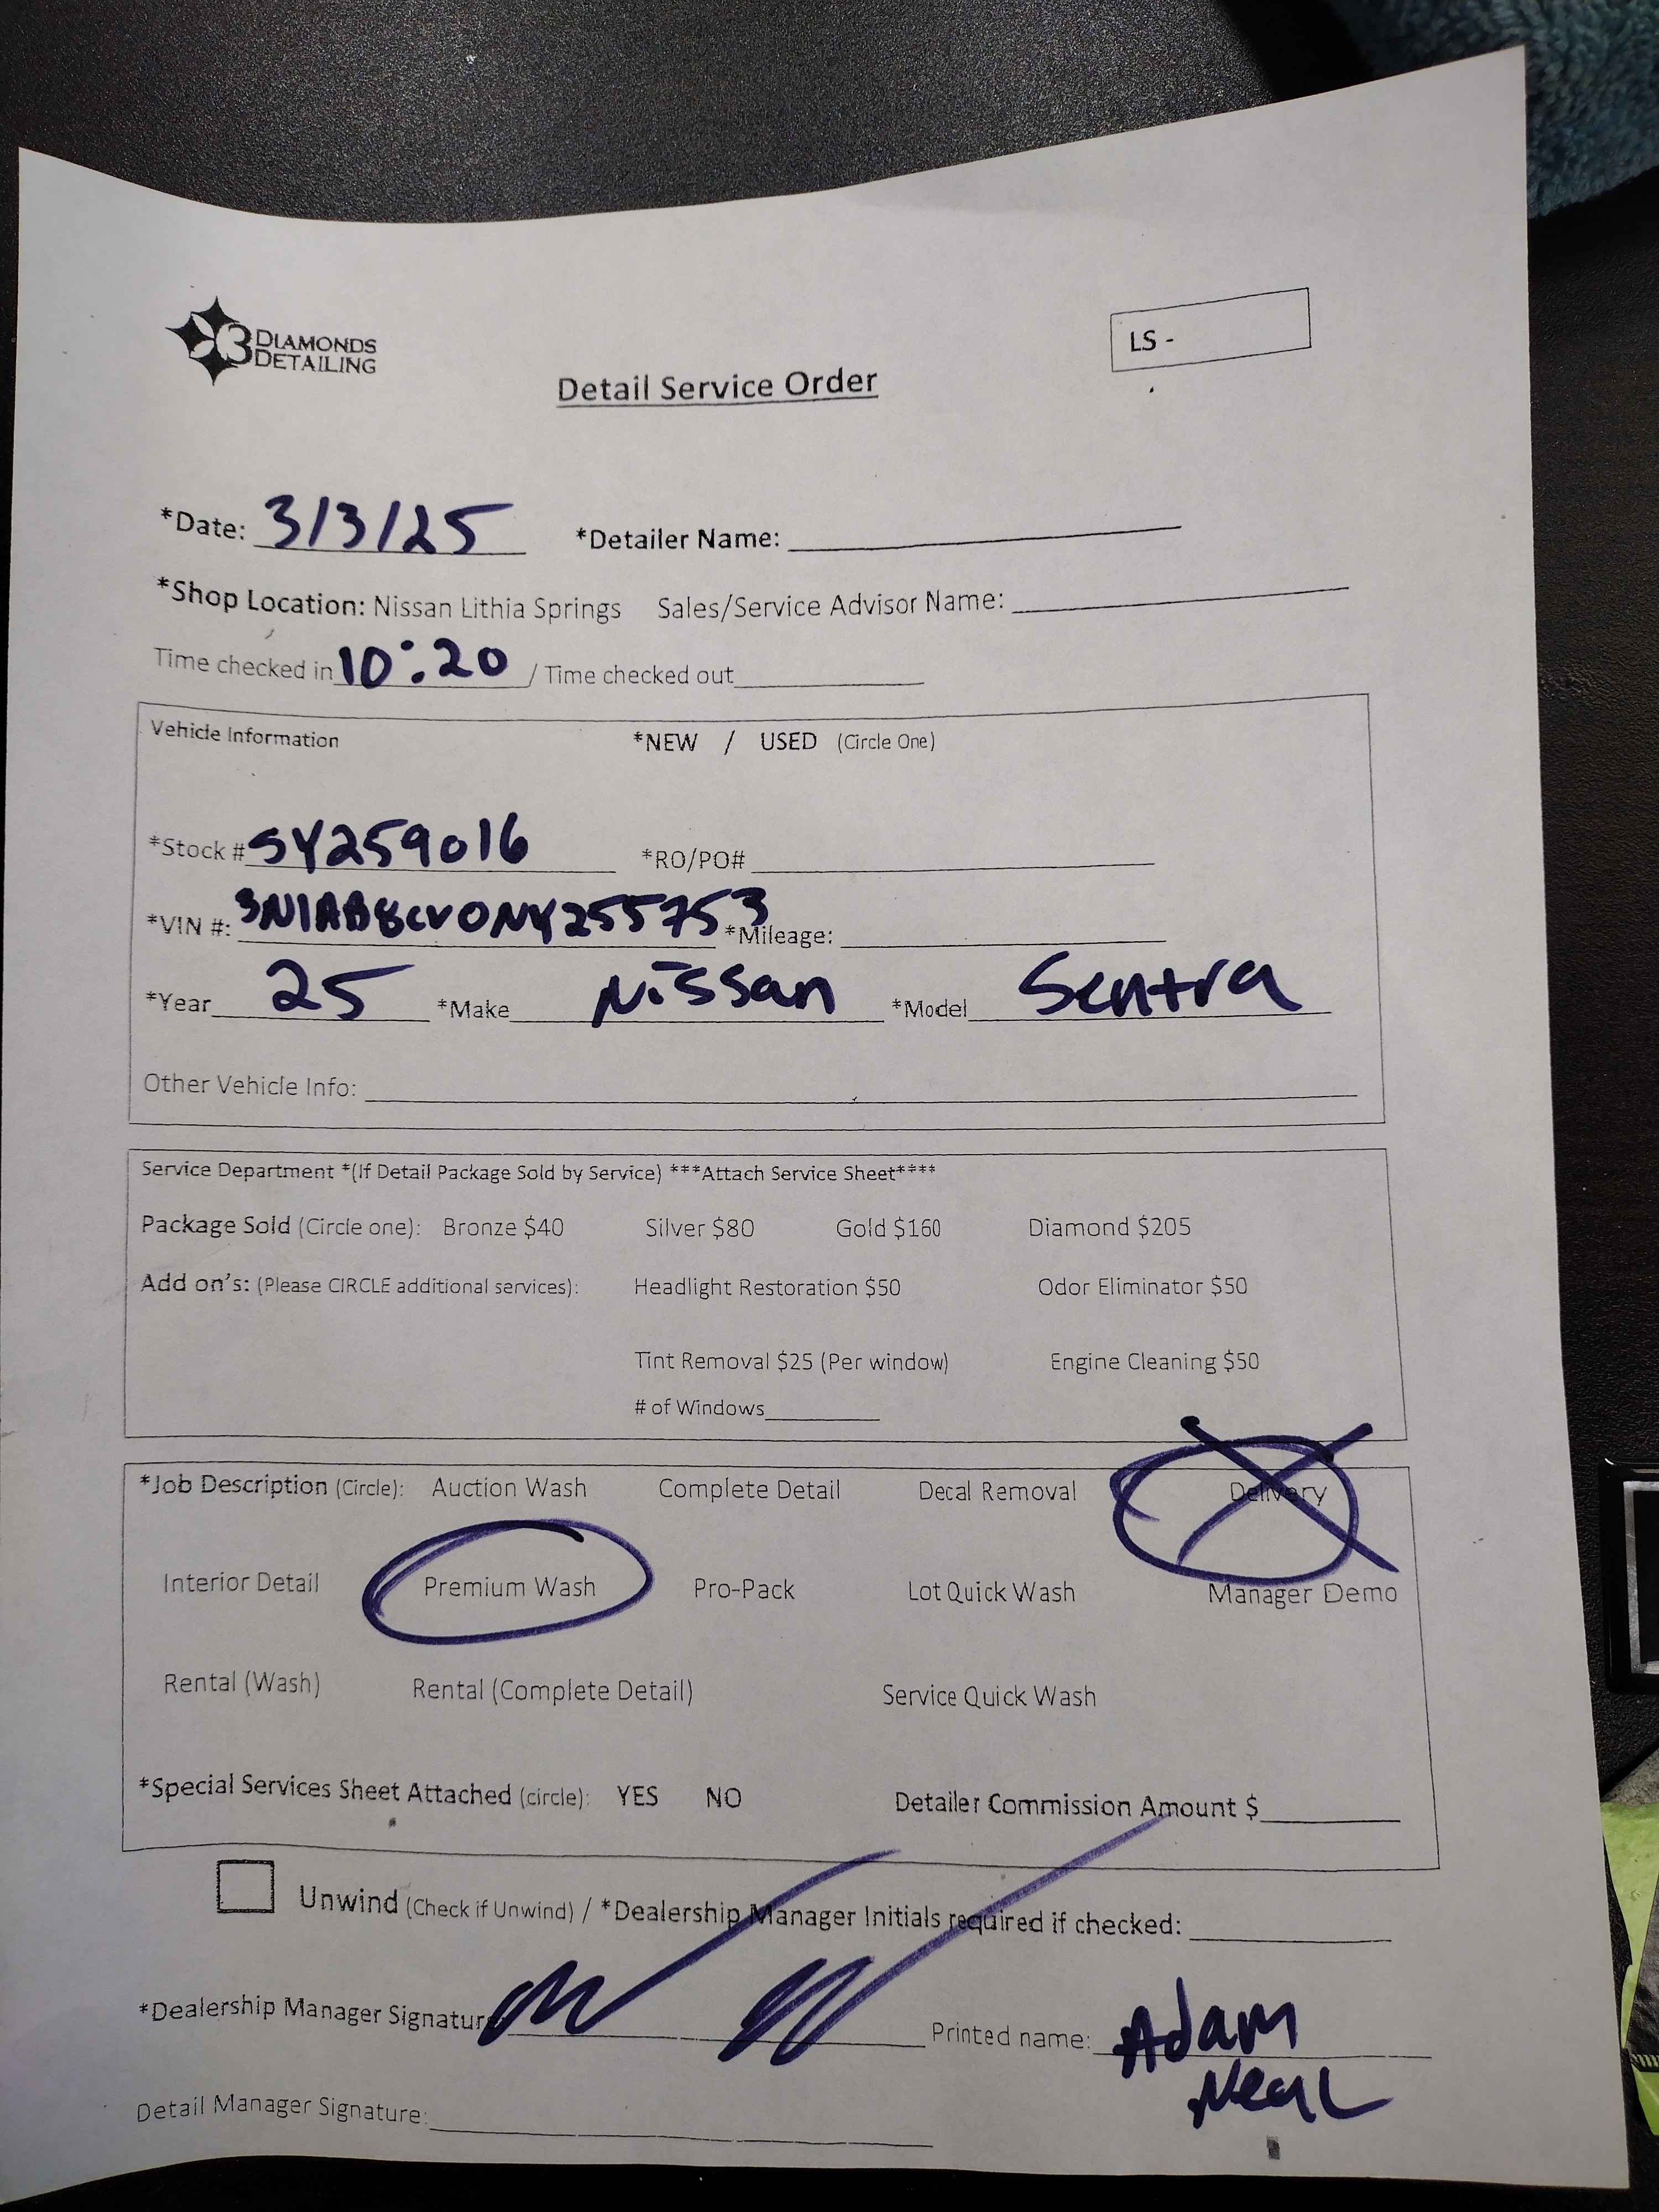 3 DIAMONDS
DETAILING
LS -
Detail Service Order
*Date: 3/3/25 *Detailer Name:
*Shop Location: Nissan Lithia Springs Sales/Service Advisor Name:
Time checked in 10:20 / Time checked out
Vehicle Information *NEW / USED (Circle One)
*Stock # SY259016 *RO/PO#
*VIN #: 3N1AB8CV0NY255753 *Mileage:
*Year 25 *Make Nissan *Model Sentra
Other Vehicle Info:
Service Department *(If Detail Package Sold by Service) ***Attach Service Sheet****
Package Sold (Circle one): Bronze $40 Silver $80 Gold $160 Diamond $205
Add on's: (Please CIRCLE additional services): Headlight Restoration $50 Odor Eliminator $50
Tint Removal $25 (Per window) Engine Cleaning $50
# of Windows
*Job Description (Circle): Auction Wash Complete Detail Decal Removal Delivery
Interior Detail Premium Wash Pro-Pack Lot Quick Wash Manager Demo
Rental (Wash) Rental (Complete Detail) Service Quick Wash
*Special Services Sheet Attached (circle): YES NO Detailer Commission Amount $
Unwind (Check if Unwind) / *Dealership Manager Initials required if checked:
*Dealership Manager Signature Printed name: Adam
Neal
Detail Manager Signature: